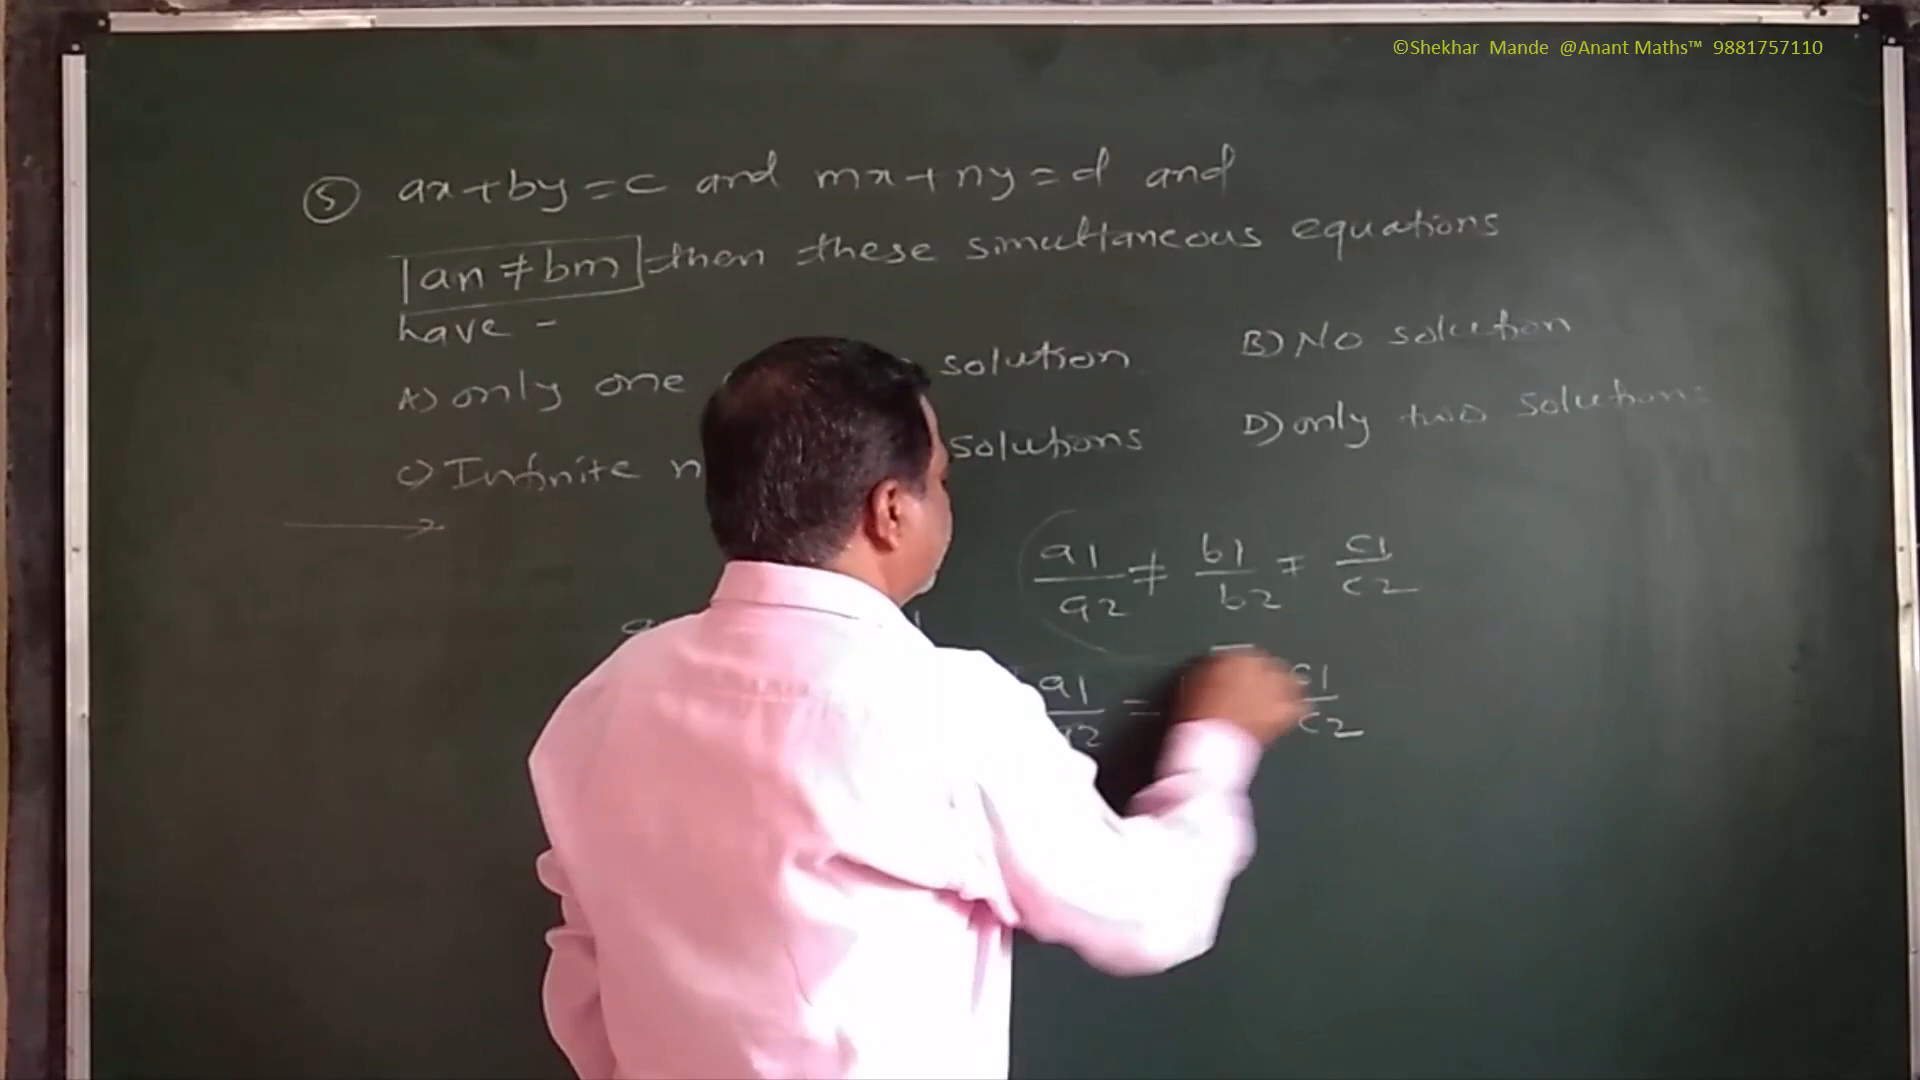 ©Shekhar Mande @Anant Maths™ 9881757110
⑤ ax+by=c and mx+ny=d and
an ≠ bm then these simultaneous equations
have -
A) only one solution B) No solution
C) Infinite solutions D) only two solutions
a1/a2 ≠ b1/b2 ≠ c1/c2
a1/a2 = c1/c2